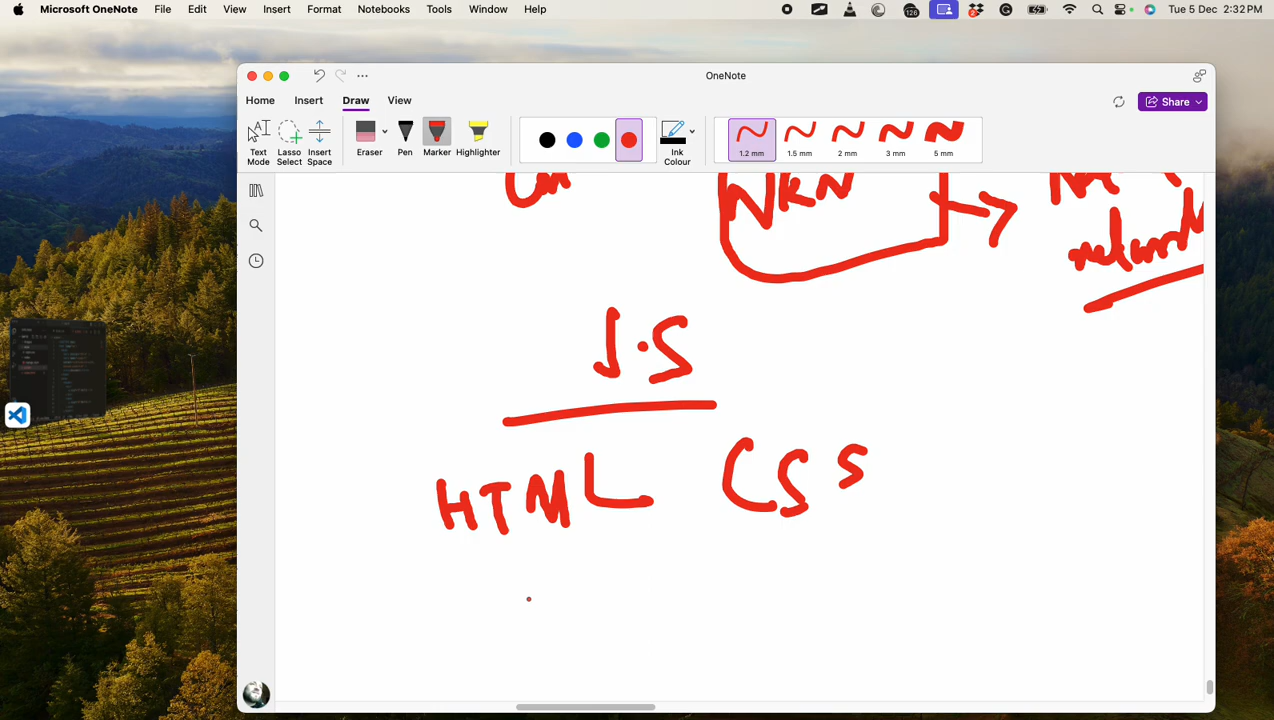 Microsoft OneNote File Edit View Insert Format Notebooks Tools Window Help 126 Tue 5 Dec 2:32 PM
OneNote
Home Insert Draw View Share
Text Mode Lasso Select Insert Space Eraser Pen Marker Highlighter Ink Colour 1.2 mm 1.5 mm 2 mm 3 mm 5 mm
J.S
HTML CSS